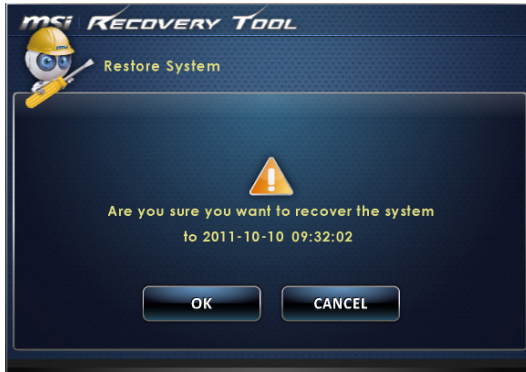 msi RECOVERY TOOL
Restore System
Are you sure you want to recover the system
to 2011-10-10 09:32:02
OK
CANCEL